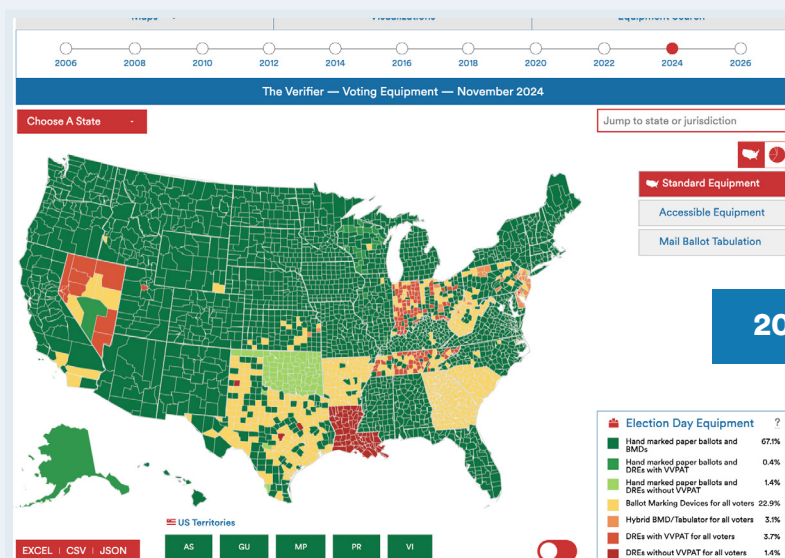 Maps
Visualizations
Equipment Search
2006 2008 2010 2012 2014 2016 2018 2020 2022 2024 2026
The Verifier — Voting Equipment — November 2024
Choose A State
Jump to state or jurisdiction
Standard Equipment
Accessible Equipment
Mail Ballot Tabulation
20
Election Day Equipment ?
Hand marked paper ballots and 67.1%
BMDs
Hand marked paper ballots and 0.4%
DREs with VVPAT
Hand marked paper ballots and 1.4%
DREs without VVPAT
Ballot Marking Devices for all voters 22.9%
Hybrid BMD/Tabulator for all voters 3.1%
DREs with VVPAT for all voters 3.7%
DREs without VVPAT for all voters 1.4%
US Territories
AS GU MP PR VI
EXCEL | CSV | JSON